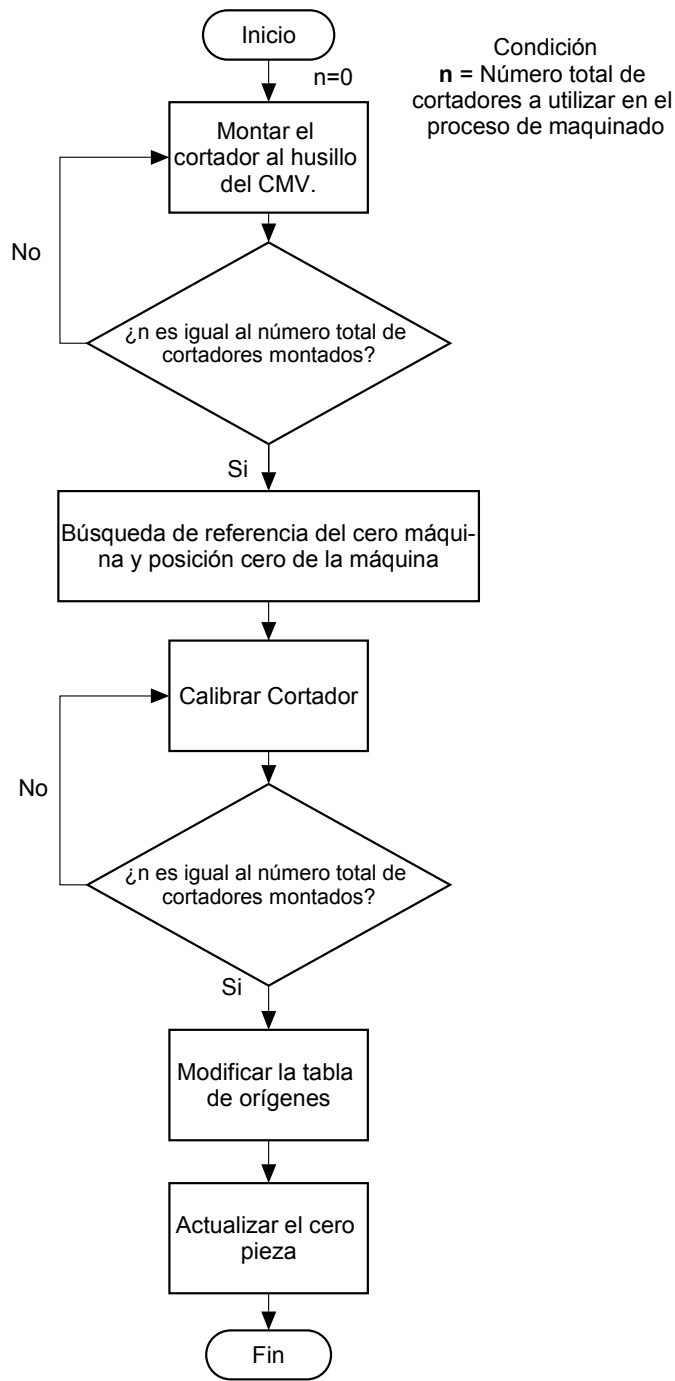 Inicio
Condición
n = Número total de
cortadores a utilizar en el
proceso de maquinado
n=0
Montar el
cortador al husillo
del CMV.
No
¿n es igual al número total de
cortadores montados?
Si
Búsqueda de referencia del cero máqui-
na y posición cero de la máquina
Calibrar Cortador
No
¿n es igual al número total de
cortadores montados?
Si
Modificar la tabla
de orígenes
Actualizar el cero
pieza
Fin